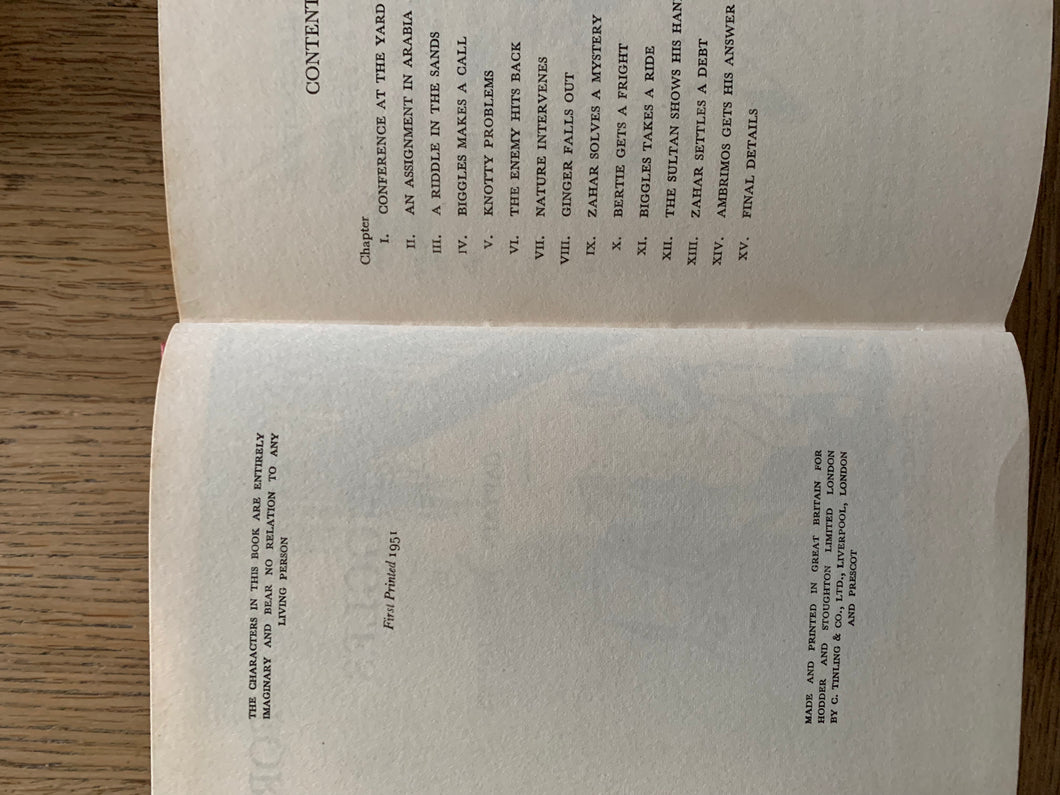 THE CHARACTERS IN THIS BOOK ARE ENTIRELY
IMAGINARY AND BEAR NO RELATION TO ANY
LIVING PERSON
First Printed 1951
MADE AND PRINTED IN GREAT BRITAIN FOR
HODDER AND STOUGHTON LIMITED LONDON
BY C. TINLING & CO., LTD., LIVERPOOL, LONDON
AND PRESCOT
CONTENT
Chapter
I. CONFERENCE AT THE YARD
II. AN ASSIGNMENT IN ARABIA
III. A RIDDLE IN THE SANDS
IV. BIGGLES MAKES A CALL
V. KNOTTY PROBLEMS
VI. THE ENEMY HITS BACK
VII. NATURE INTERVENES
VIII. GINGER FALLS OUT
IX. ZAHAR SOLVES A MYSTERY
X. BERTIE GETS A FRIGHT
XI. BIGGLES TAKES A RIDE
XII. THE SULTAN SHOWS HIS HAN
XIII. ZAHAR SETTLES A DEBT
XIV. AMBRIMOS GETS HIS ANSWER
XV. FINAL DETAILS